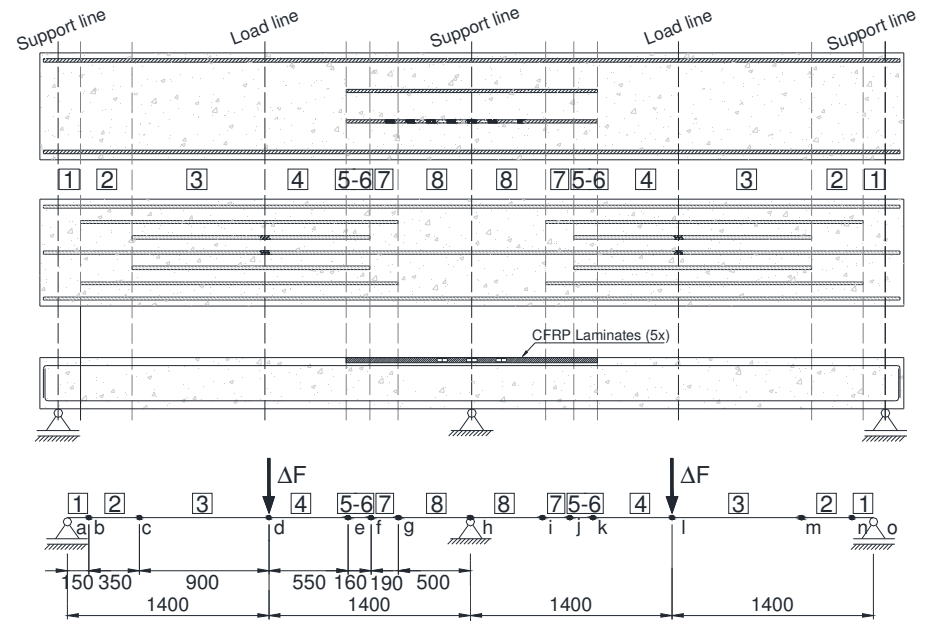 Support line Load line Support line Load line Support line
1 2 3 4 5-6 7 8 8 7 5-6 4 3 2 1
CFRP Laminates (5x)
ΔF ΔF
1 2 3 4 5-6 7 8 8 7 5-6 4 3 2 1
a b c d e f g h i j k l m n o
150 350 900 550 160 190 500
1400 1400 1400 1400